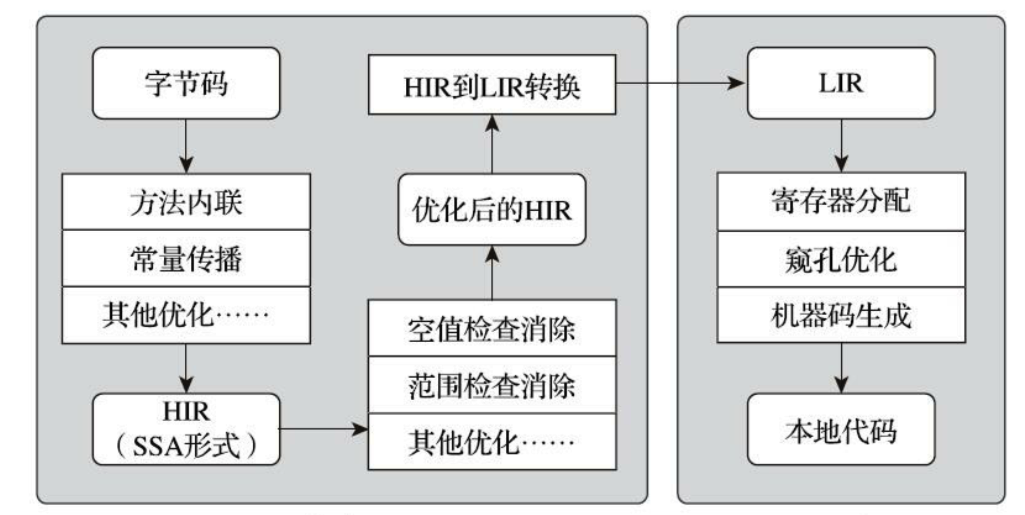 字节码
方法内联
常量传播
其他优化……
HIR
（SSA形式）
空值检查消除
范围检查消除
其他优化……
优化后的HIR
HIR到LIR转换
LIR
寄存器分配
窥孔优化
机器码生成
本地代码